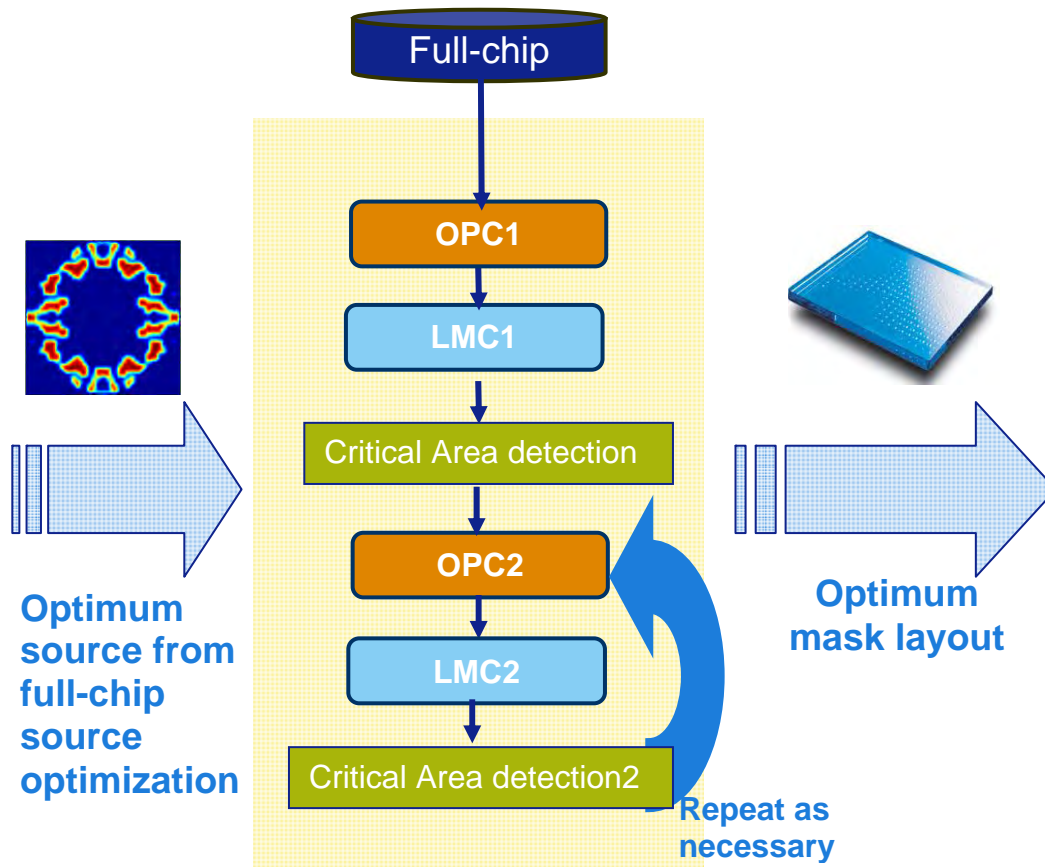 Full-chip
OPC1
LMC1
Critical Area detection
OPC2
LMC2
Critical Area detection2
Repeat as
necessary
Optimum
source from
full-chip
source
optimization
Optimum
mask layout